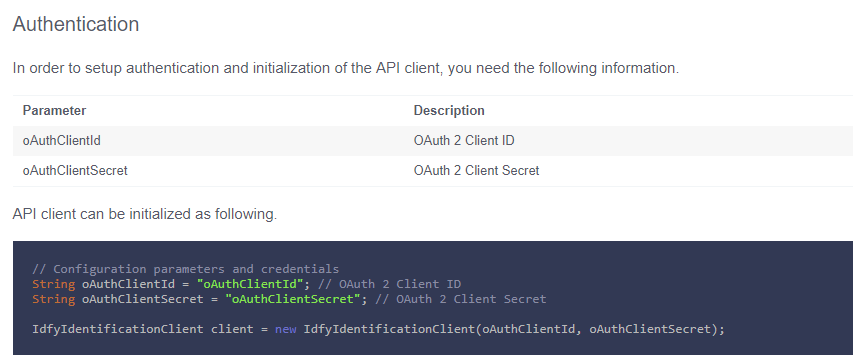 Authentication
In order to setup authentication and initialization of the API client, you need the following information.
Parameter Description
oAuthClientId OAuth 2 Client ID
oAuthClientSecret OAuth 2 Client Secret
API client can be initialized as following.
// Configuration parameters and credentials
String oAuthClientId = "oAuthClientId"; // OAuth 2 Client ID
String oAuthClientSecret = "oAuthClientSecret"; // OAuth 2 Client Secret
IdfyIdentificationClient client = new IdfyIdentificationClient(oAuthClientId, oAuthClientSecret);